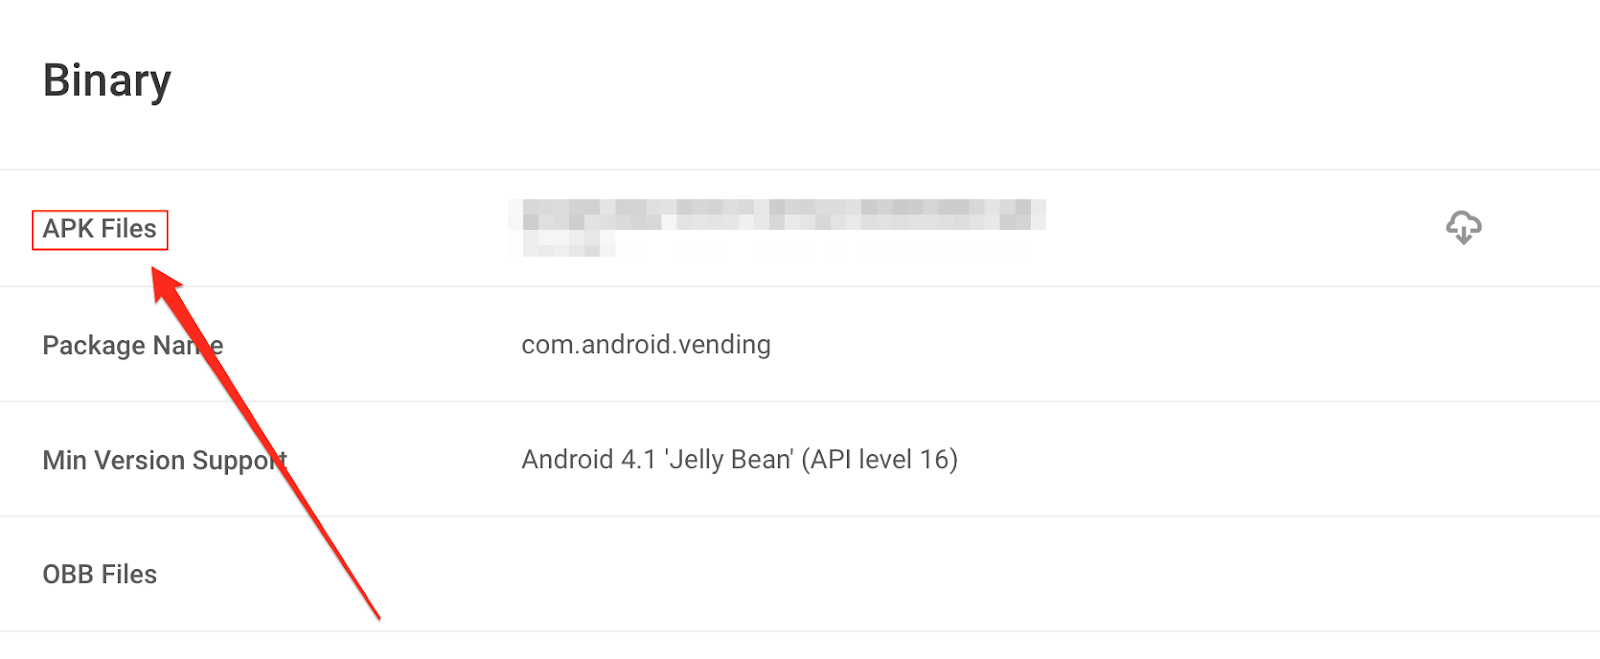 Binary
APK Files
Package Name
com.android.vending
Min Version Support
Android 4.1 'Jelly Bean' (API level 16)
OBB Files